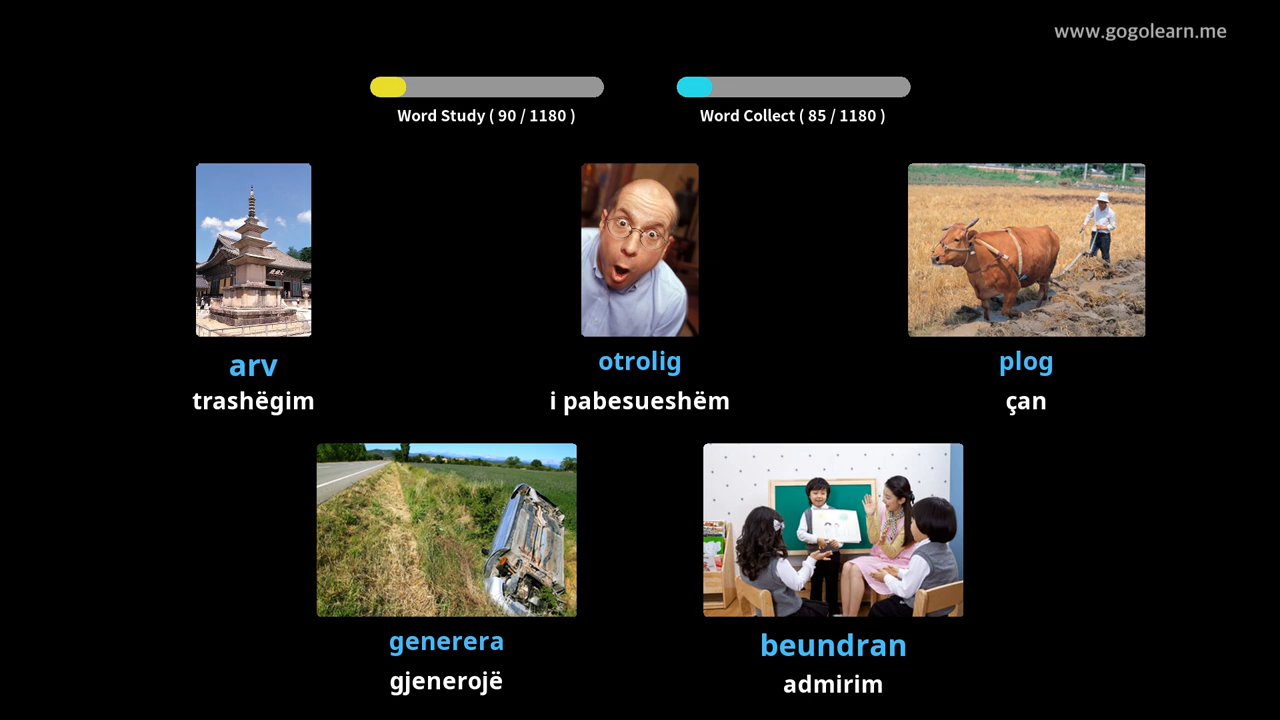 www.gogolearn.me
Word Study ( 90 / 1180 )
Word Collect ( 85 / 1180 )
arv
trashëgim
otrolig
i pabesueshëm
plog
çan
generera
gjenerojë
beundran
admirim